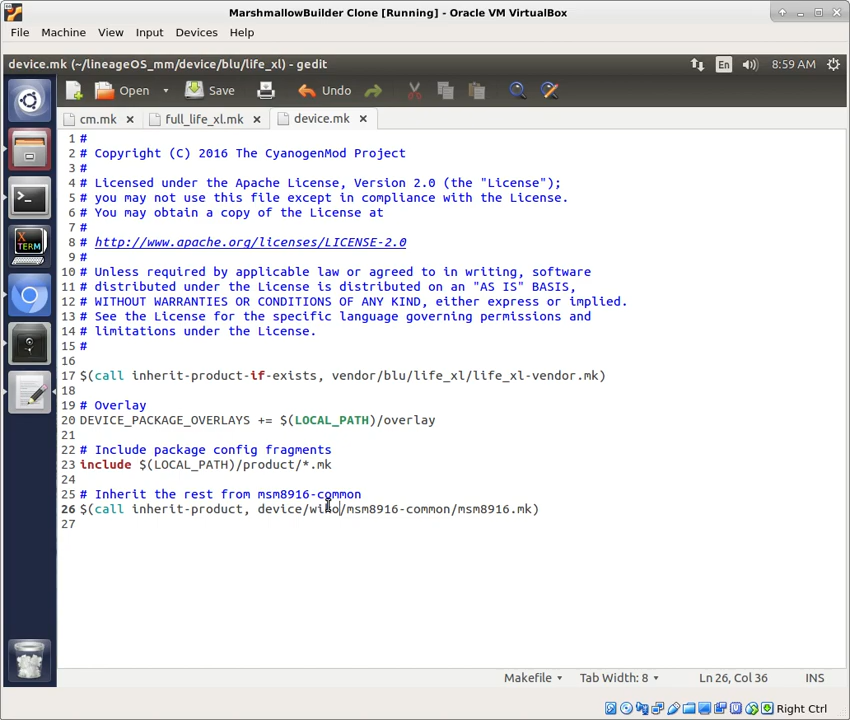 MarshmallowBuilder Clone [Running] - Oracle VM VirtualBox
File Machine View Input Devices Help
device.mk (~/lineageOS_mm/device/blu/life_xl) - gedit En 8:59 AM
Open Save Undo
cm.mk full_life_xl.mk device.mk
1 #
2 # Copyright (C) 2016 The CyanogenMod Project
3 #
4 # Licensed under the Apache License, Version 2.0 (the "License");
5 # you may not use this file except in compliance with the License.
6 # You may obtain a copy of the License at
7 #
8 # http://www.apache.org/licenses/LICENSE-2.0
9 #
10 # Unless required by applicable law or agreed to in writing, software
11 # distributed under the License is distributed on an "AS IS" BASIS,
12 # WITHOUT WARRANTIES OR CONDITIONS OF ANY KIND, either express or implied.
13 # See the License for the specific language governing permissions and
14 # limitations under the License.
15 #
16
17 $(call inherit-product-if-exists, vendor/blu/life_xl/life_xl-vendor.mk)
18
19 # Overlay
20 DEVICE_PACKAGE_OVERLAYS += $(LOCAL_PATH)/overlay
21
22 # Include package config fragments
23 include $(LOCAL_PATH)/product/*.mk
24
25 # Inherit the rest from msm8916-common
26 $(call inherit-product, device/wiko/msm8916-common/msm8916.mk)
27
Makefile Tab Width: 8 Ln 26, Col 36 INS
Right Ctrl
X TERM